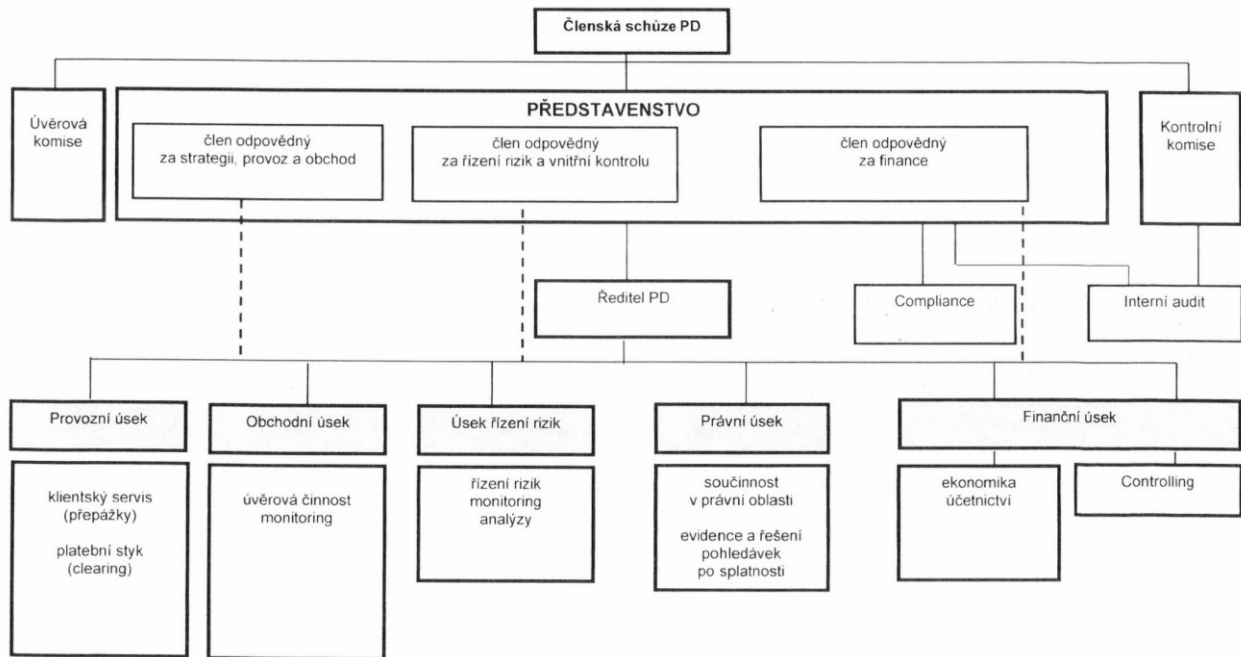 Členská schůze PD
Úvěrová
komise
PŘEDSTAVENSTVO
člen odpovědný
za strategii, provoz a obchod
člen odpovědný
za řízení rizik a vnitřní kontrolu
člen odpovědný
za finance
Kontrolní
komise
Ředitel PD
Compliance
Interní audit
Provozní úsek
Obchodní úsek
Úsek řízení rizik
Právní úsek
Finanční úsek
klientský servis
(přepážky)
platební styk
(clearing)
úvěrová činnost
monitoring
řízení rizik
monitoring
analýzy
součinnost
v právní oblasti
evidence a řešení
pohledávek
po splatnosti
ekonomika
účetnictví
Controlling